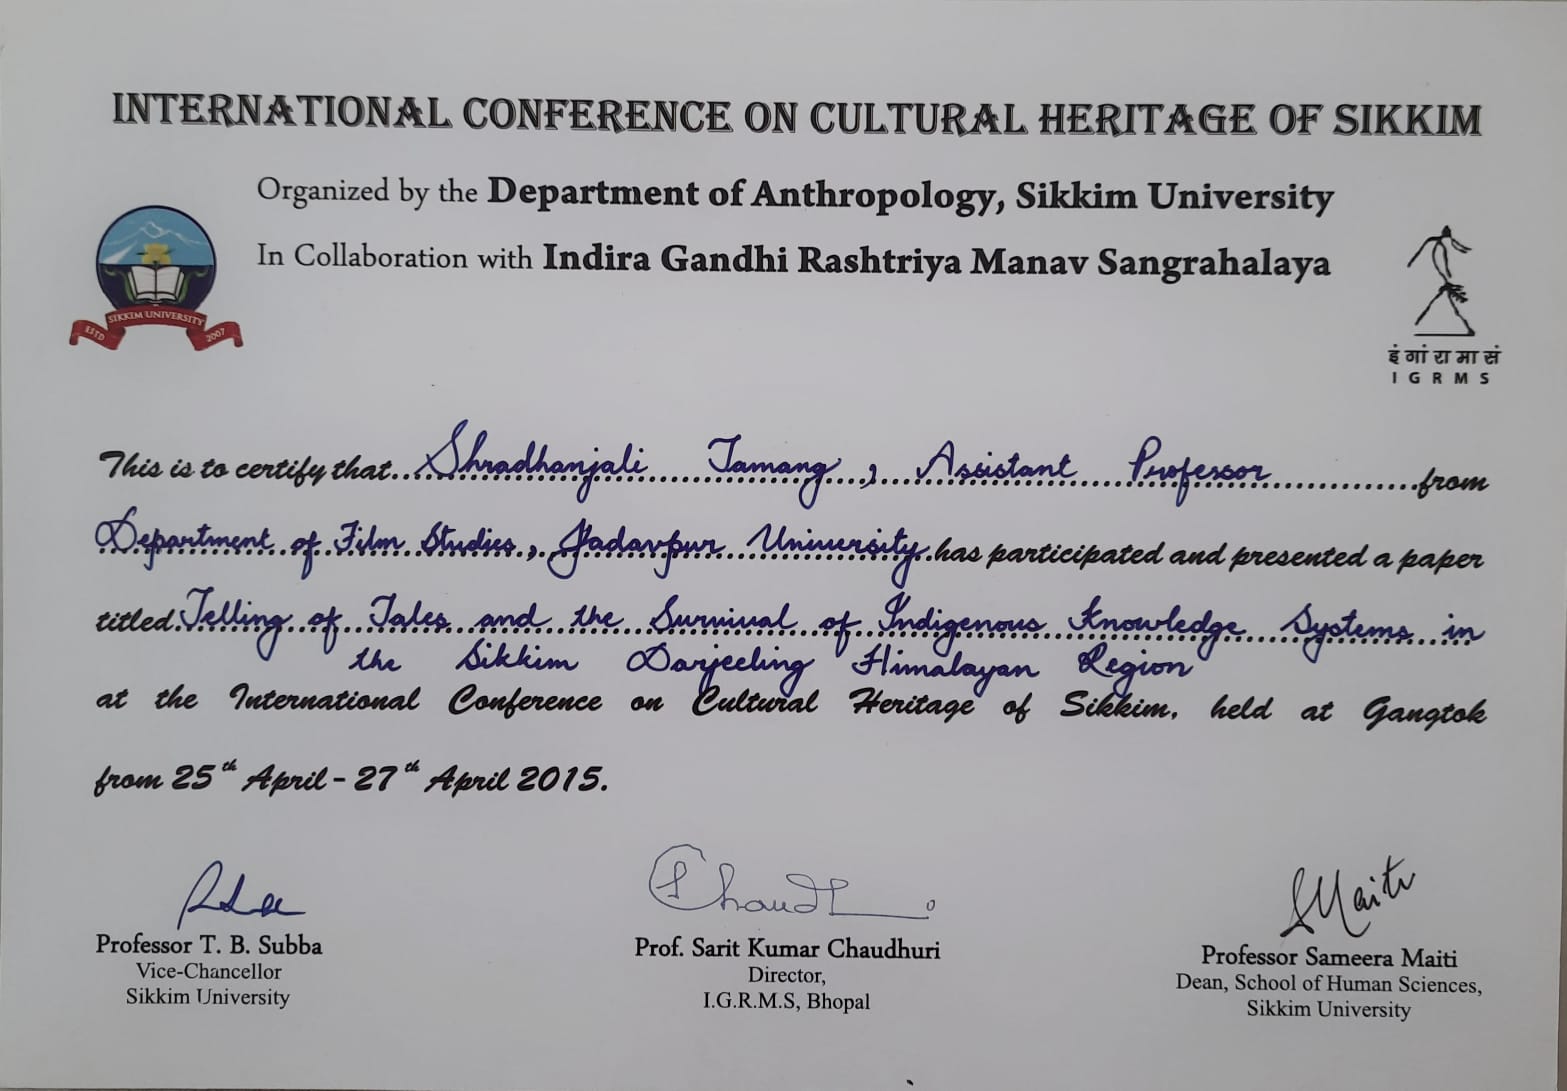 INTERNATIONAL CONFERENCE ON CULTURAL HERITAGE OF SIKKIM
Organized by the Department of Anthropology, Sikkim University
In Collaboration with Indira Gandhi Rashtriya Manav Sangrahalaya
SIKKIM UNIVERSITY
ESTD 2007
इं गां रा मा सं
I G R M S
This is to certify that Shradhanjali Tamang, Assistant Professor from
Department of Film Studies, Jadavpur University has participated and presented a paper
titled Telling of Tales and the Survival of Indigenous Knowledge Systems in
the Sikkim Darjeeling Himalayan Region
at the International Conference on Cultural Heritage of Sikkim, held at Gangtok
from 25th April - 27th April 2015.
Chaudh
SMaiti
Professor T. B. Subba
Vice-Chancellor
Sikkim University
Prof. Sarit Kumar Chaudhuri
Director,
I.G.R.M.S, Bhopal
Professor Sameera Maiti
Dean, School of Human Sciences,
Sikkim University